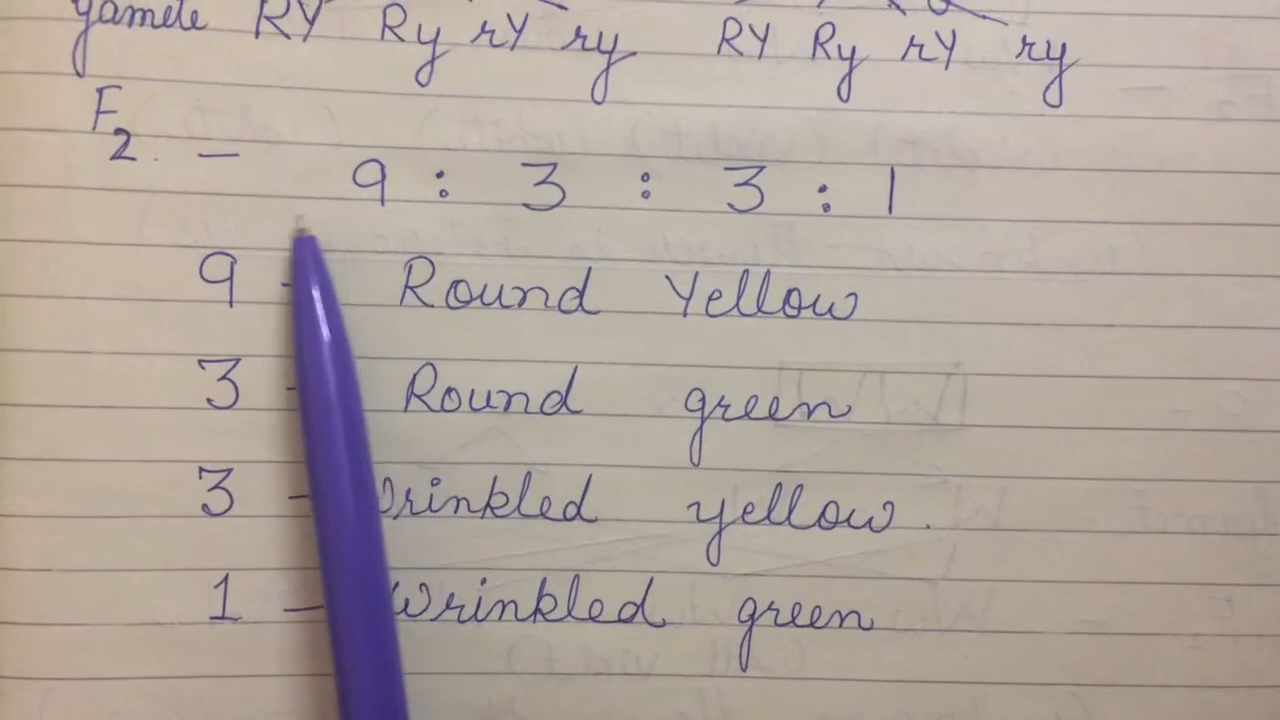 gamete RY Ry rY ry RY Ry rY ry
F2. - 9 : 3 : 3 : 1
9 - Round Yellow
3 - Round green
3 - wrinkled yellow.
1 - wrinkled green